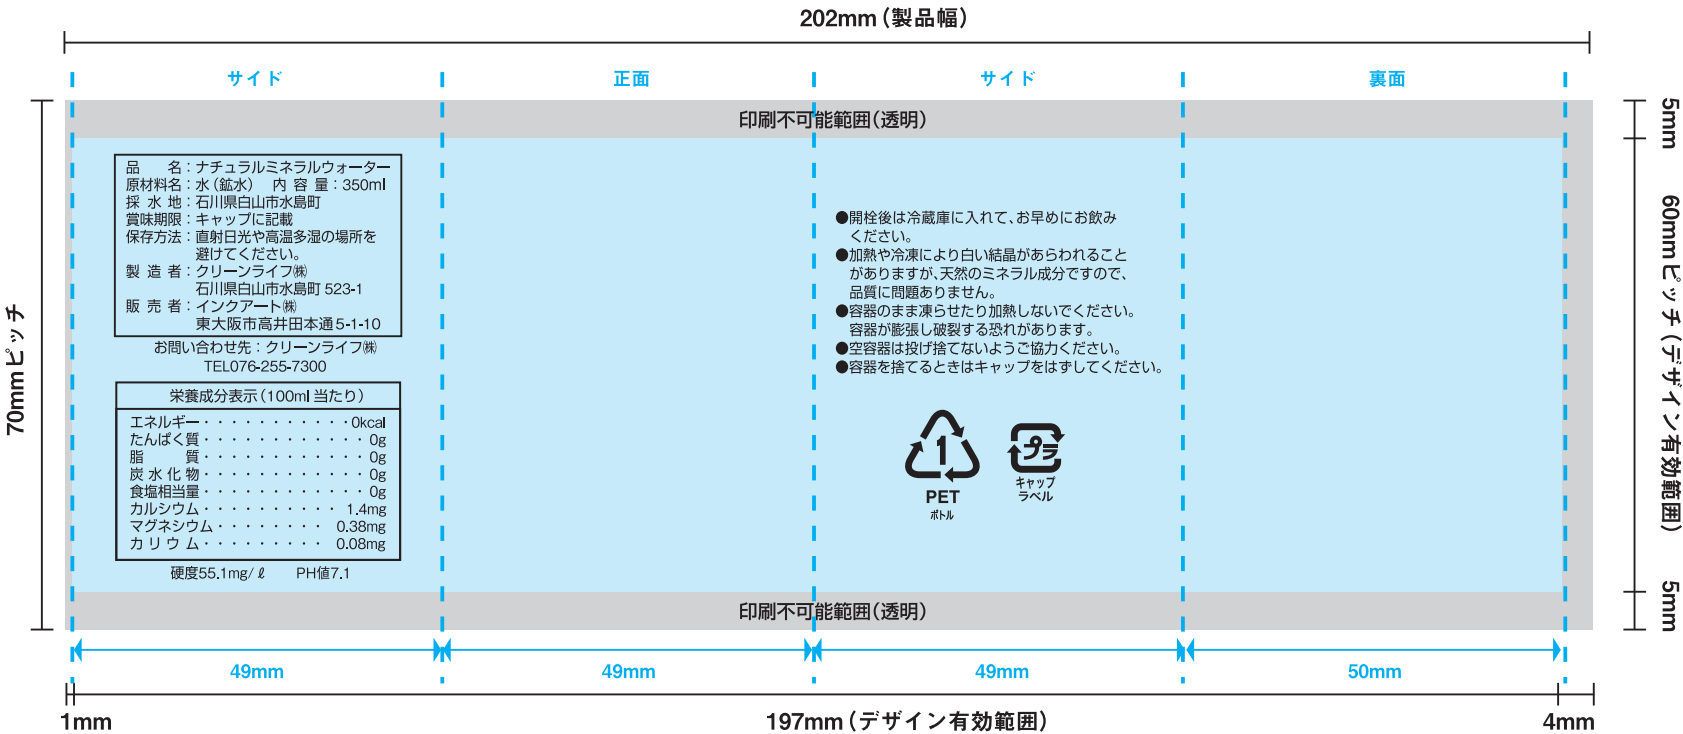 202mm（製品幅）
サイド
正面
サイド
裏面
印刷不可能範囲（透明）
5mm
60mmピッチ（デザイン有効範囲）
5mm
70mmピッチ
品　　名：ナチュラルミネラルウォーター
原材料名：水（鉱水）　内 容 量：350ml
採 水 地：石川県白山市水島町
賞味期限：キャップに記載
保存方法：直射日光や高温多湿の場所を
避けてください。
製 造 者：クリーンライフ㈱
石川県白山市水島町 523-1
販 売 者：インクアート㈱
東大阪市高井田本通 5-1-10
お問い合わせ先：クリーンライフ㈱
TEL076-255-7300
栄養成分表示（100ml 当たり）
エネルギー・・・・・・・・・・・0kcal
たんぱく質・・・・・・・・・・・・0g
脂　　質・・・・・・・・・・・・0g
炭 水 化 物・・・・・・・・・・・・0g
食塩相当量・・・・・・・・・・・・0g
カルシウム・・・・・・・・・・1.4mg
マグネシウム・・・・・・・・0.38mg
カ リ ウ ム・・・・・・・・・0.08mg
硬度55.1mg/ℓ　　PH値7.1
●開栓後は冷蔵庫に入れて、お早めにお飲み
ください。
●加熱や冷凍により白い結晶があらわれること
がありますが、天然のミネラル成分ですので、
品質に問題ありません。
●容器のまま凍らせたり加熱しないでください。
容器が膨張し破裂する恐れがあります。
●空容器は投げ捨てないようご協力ください。
●容器を捨てるときはキャップをはずしてください。
1
PET
ボトル
プラ
キャップ
ラベル
印刷不可能範囲（透明）
49mm
49mm
49mm
50mm
1mm
197mm（デザイン有効範囲）
4mm